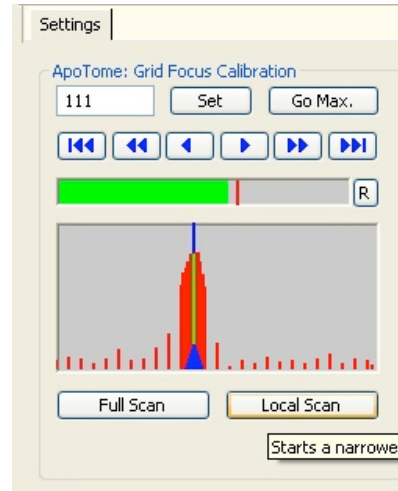 Settings
ApoTome: Grid Focus Calibration
111 Set Go Max.
R
Full Scan Local Scan
Starts a narrowe